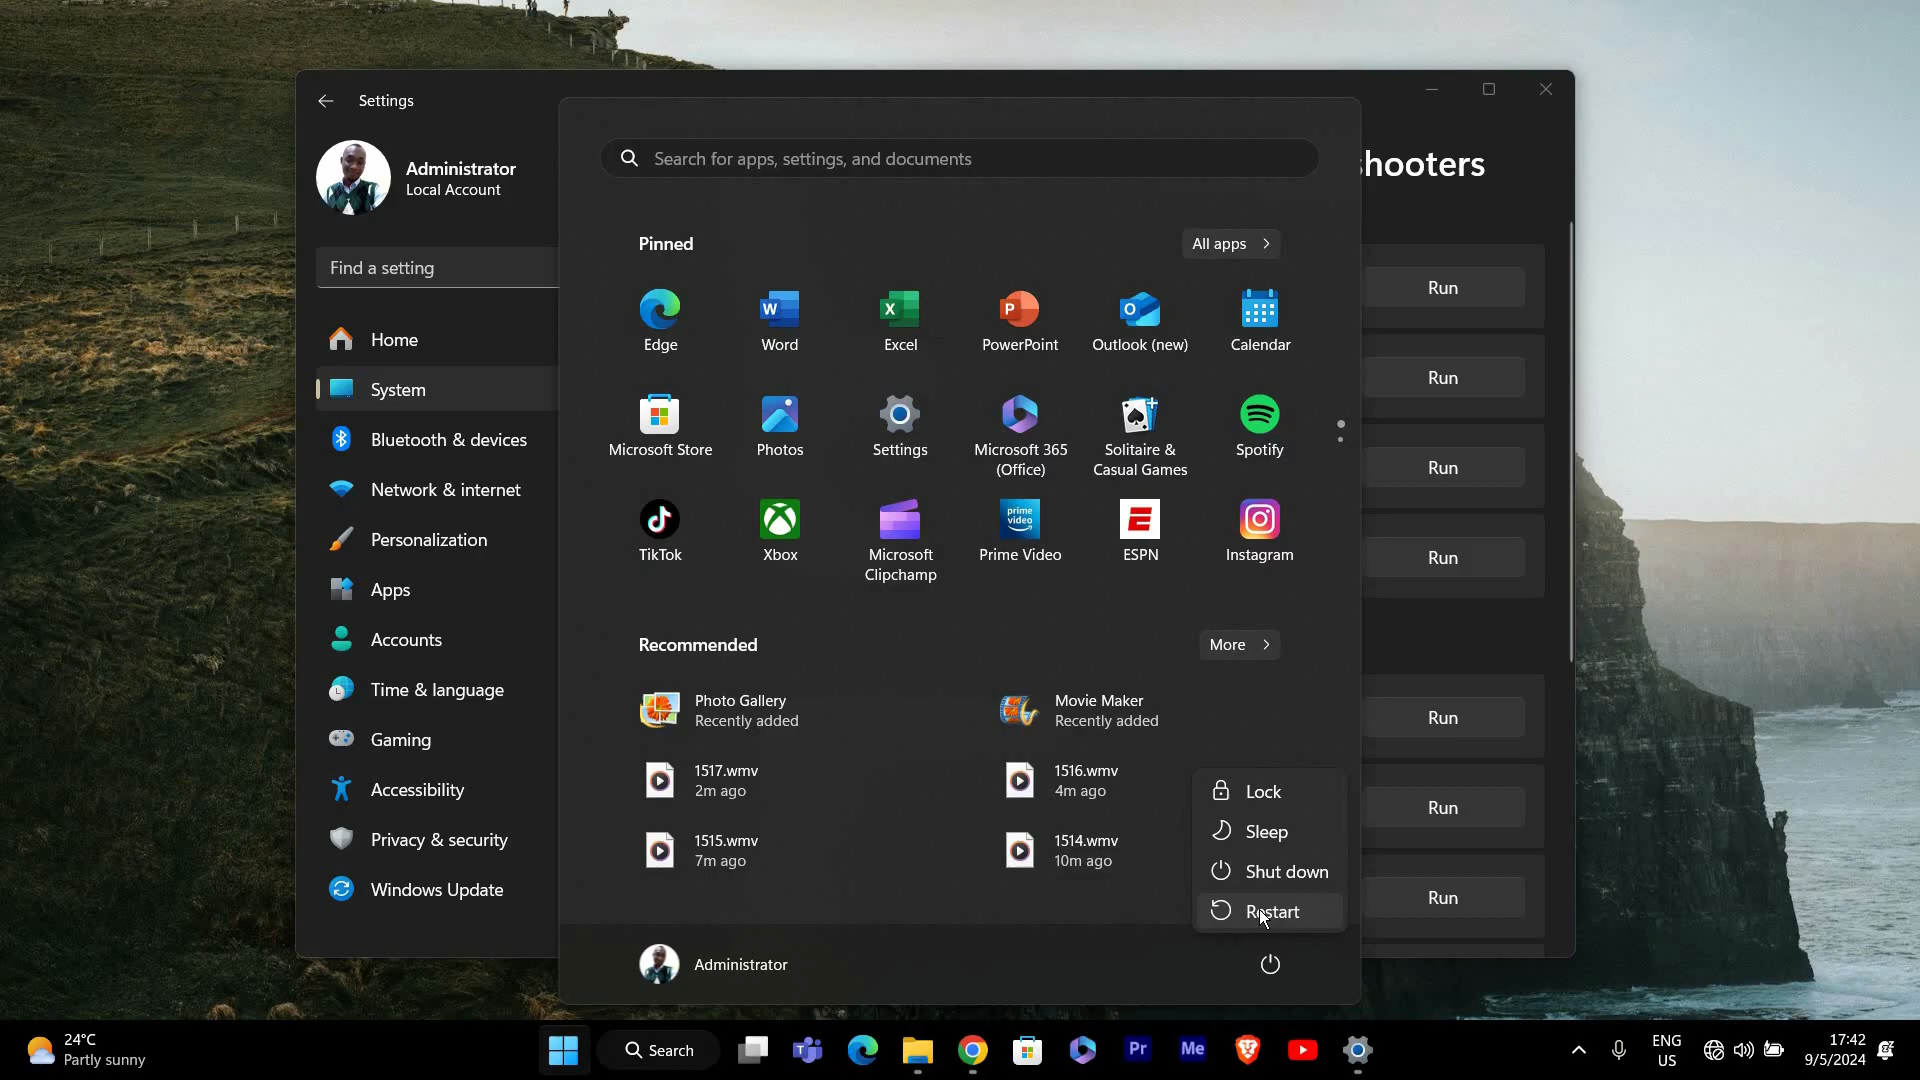 Settings
Administrator
Local Account
Find a setting
Home
System
Bluetooth & devices
Network & internet
Personalization
Apps
Accounts
Time & language
Gaming
Accessibility
Privacy & security
Windows Update
Search for apps, settings, and documents
Pinned
All apps
Edge
Word
Excel
PowerPoint
Outlook (new)
Calendar
Microsoft Store
Photos
Settings
Microsoft 365
(Office)
Solitaire &
Casual Games
Spotify
TikTok
Xbox
Microsoft
Clipchamp
prime
video
Prime Video
ESPN
Instagram
Recommended
More
Photo Gallery
Recently added
Movie Maker
Recently added
1517.wmv
2m ago
1516.wmv
4m ago
1515.wmv
7m ago
1514.wmv
10m ago
Lock
Sleep
Shut down
Restart
Administrator
shooters
Run
Run
Run
Run
Run
Run
Run
24°C
Partly sunny
Search
Pr
Me
ENG
US
17:42
9/5/2024